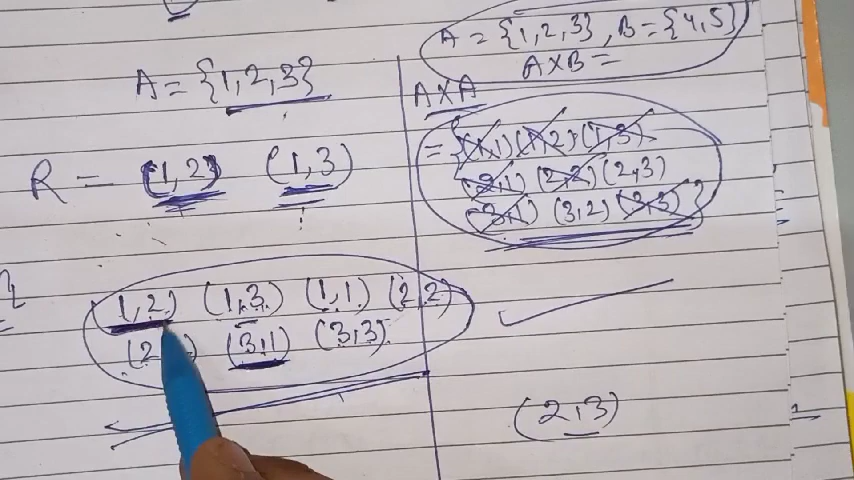 A = {1,2,3}
R = (1,2) (1,3)
(1,2) (1,3) (1,1) (2,2)
(3,1) (3,3)
A = {1,2,3}, B = {4,5}
A×B =
A×A
= {(1,1) (1,2) (1,3)
(2,1) (2,2) (2,3)
(3,1) (3,2) (3,3)}
(2,3)